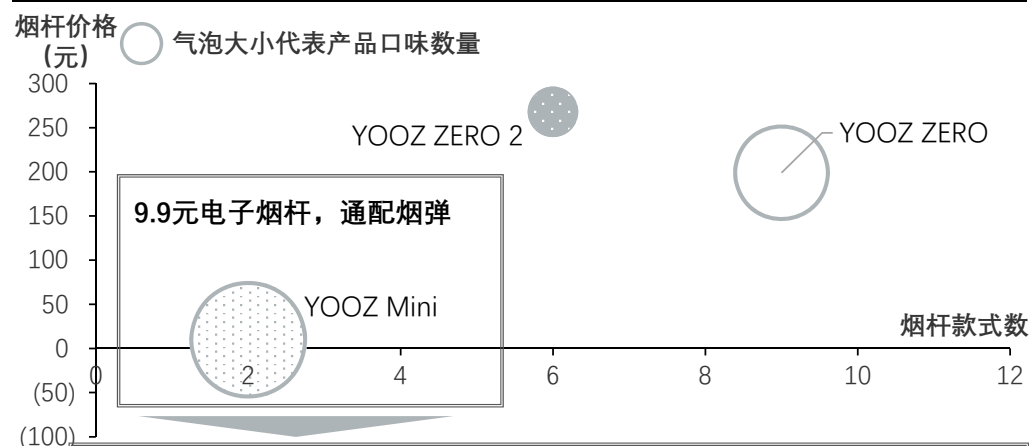 烟杆价格
(元)
气泡大小代表产品口味数量
300
250
YOOZ ZERO 2
YOOZ ZERO
200
9.9元电子烟杆，通配烟弹
150
100
50
YOOZ Mini
烟杆款式数
0
0 2 4 6 8 10 12
(50)
(100)